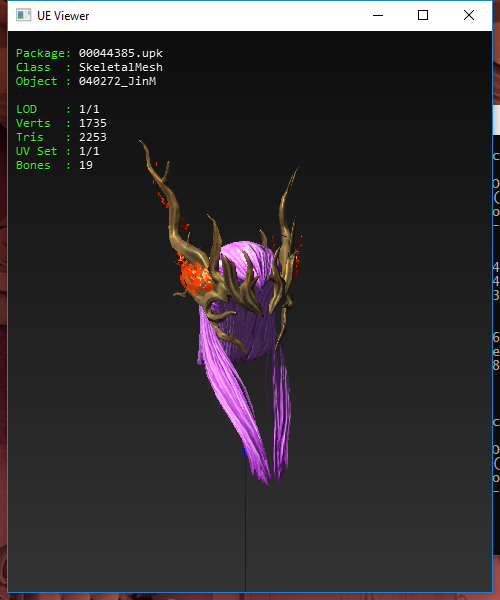 UE Viewer
Package: 00044385.upk
Class : SkeletalMesh
Object : 040272_JinM
LOD : 1/1
Verts : 1735
Tris : 2253
UV Set : 1/1
Bones : 19